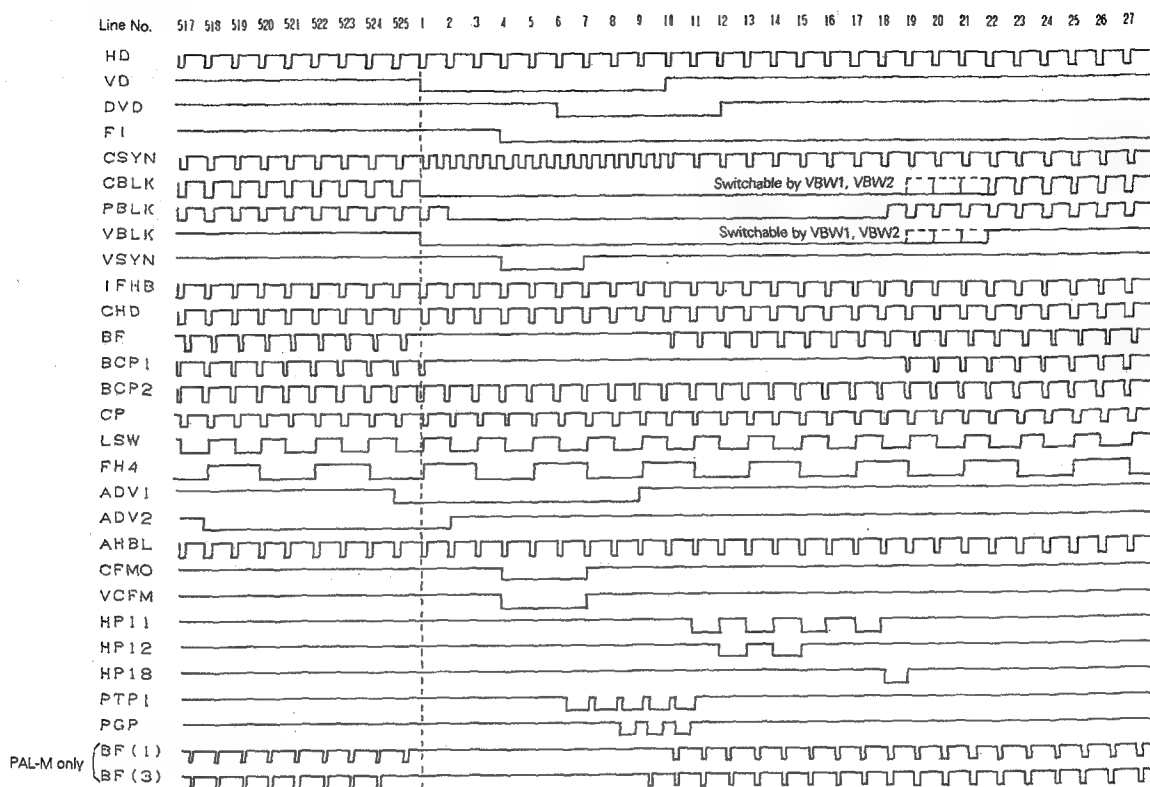 Line No. 517 518 519 520 521 522 523 524 525 1 2 3 4 5 6 7 8 9 10 11 12 13 14 15 16 17 18 19 20 21 22 23 24 25 26 27
HD
VD
DVD
FI
CSYN
CBLK Switchable by VBW1, VBW2
PBLK
VBLK Switchable by VBW1, VBW2
VSYN
IFHB
CHD
BF
BCP1
BCP2
CP
LSW
FH4
ADV1
ADV2
AHBL
CFMO
VCFM
HP11
HP12
HP18
PTP1
PGP
PAL-M only
BF(1)
BF(3)